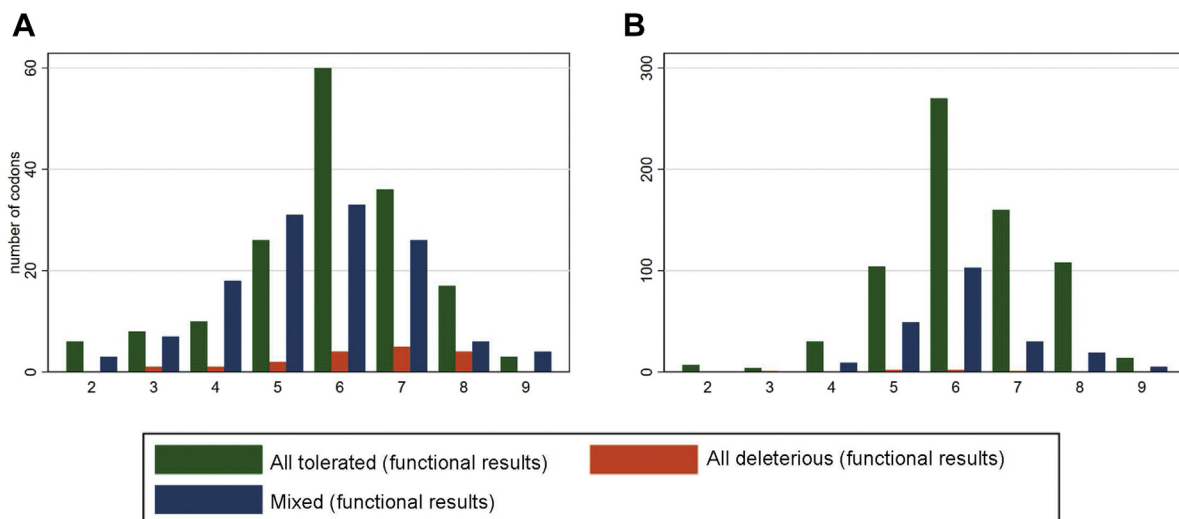 A
B
number of codons
60
40
20
0
2 3 4 5 6 7 8 9
300
200
100
0
2 3 4 5 6 7 8 9
All tolerated (functional results)
All deleterious (functional results)
Mixed (functional results)